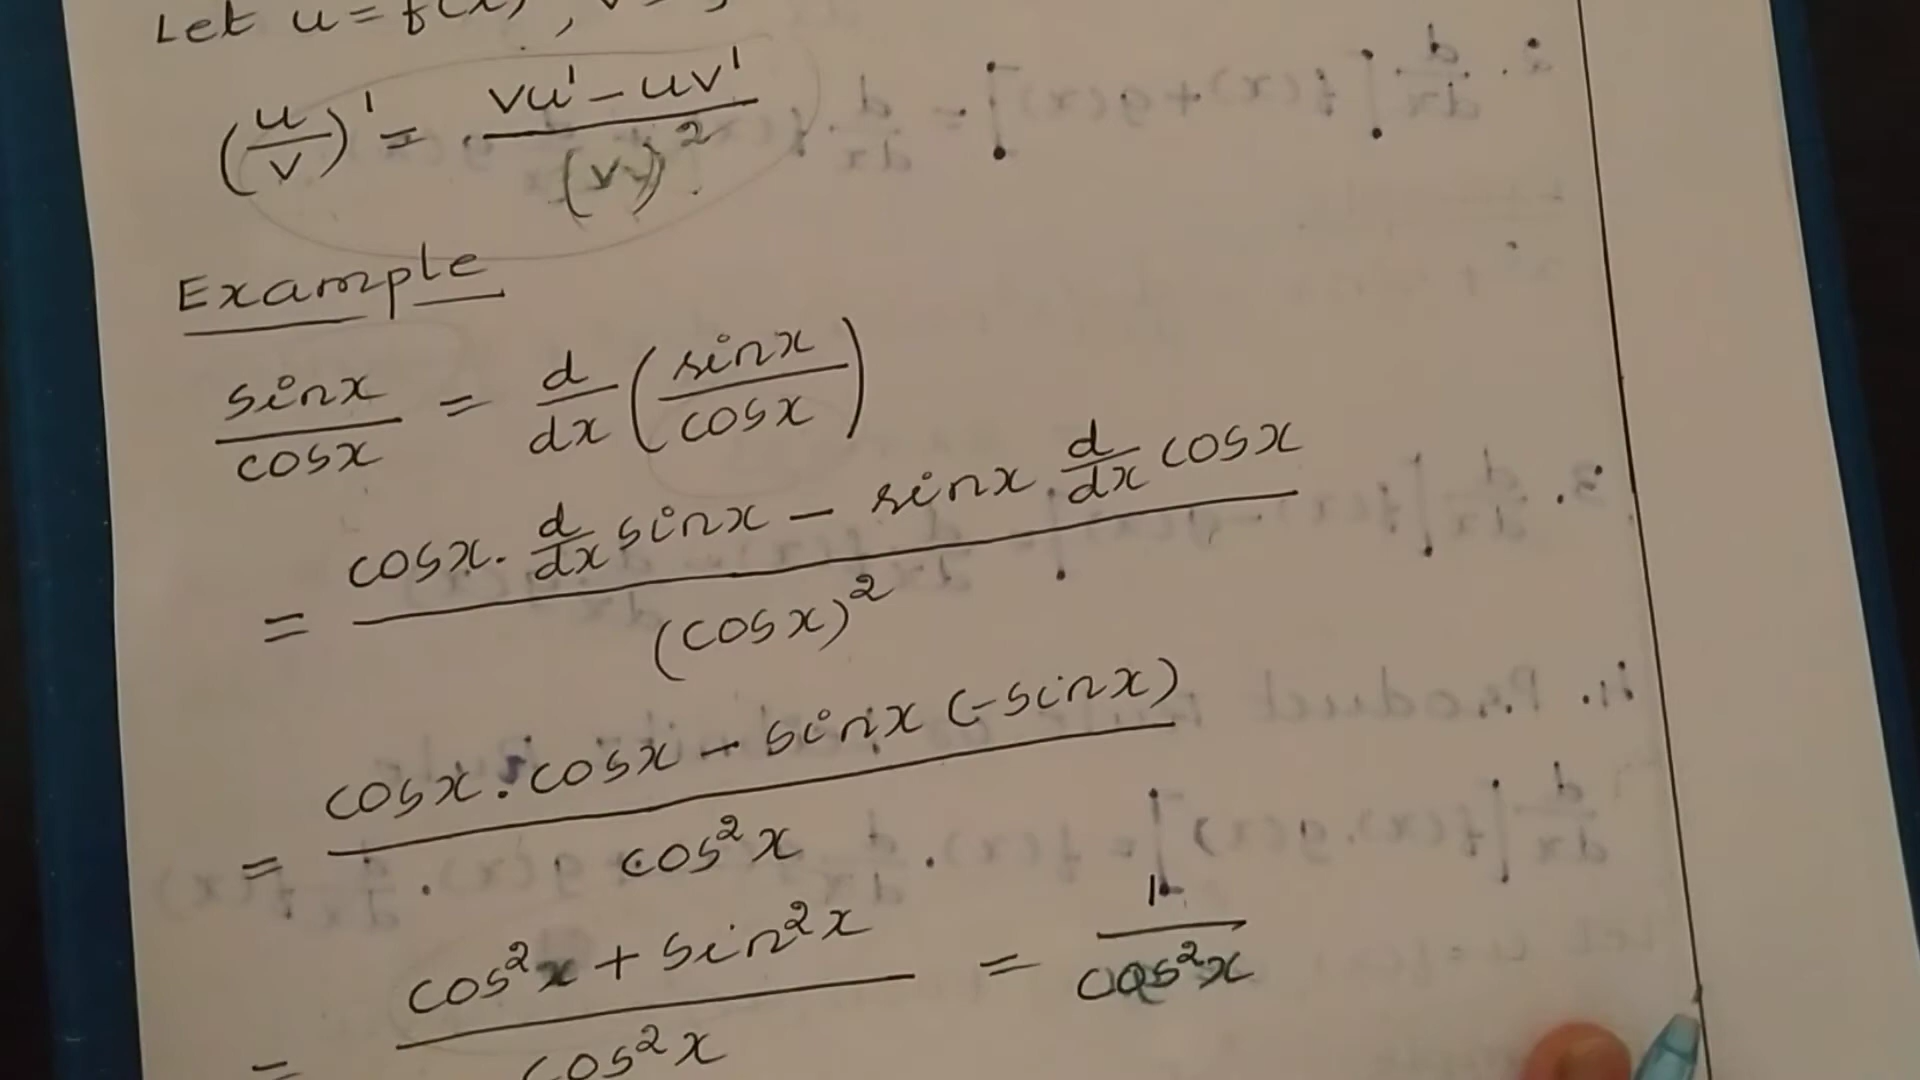 Let u = f(x), v =
(u/v)' = vu' - uv' / (v)²
Example
sinx/cosx = d/dx (sinx/cosx)
= cosx. d/dx sinx - sinx. d/dx cosx / (cosx)²
= cosx . cosx - sinx (-sinx) / cos²x
= cos²x + sin²x / cos²x = 1/cos²x